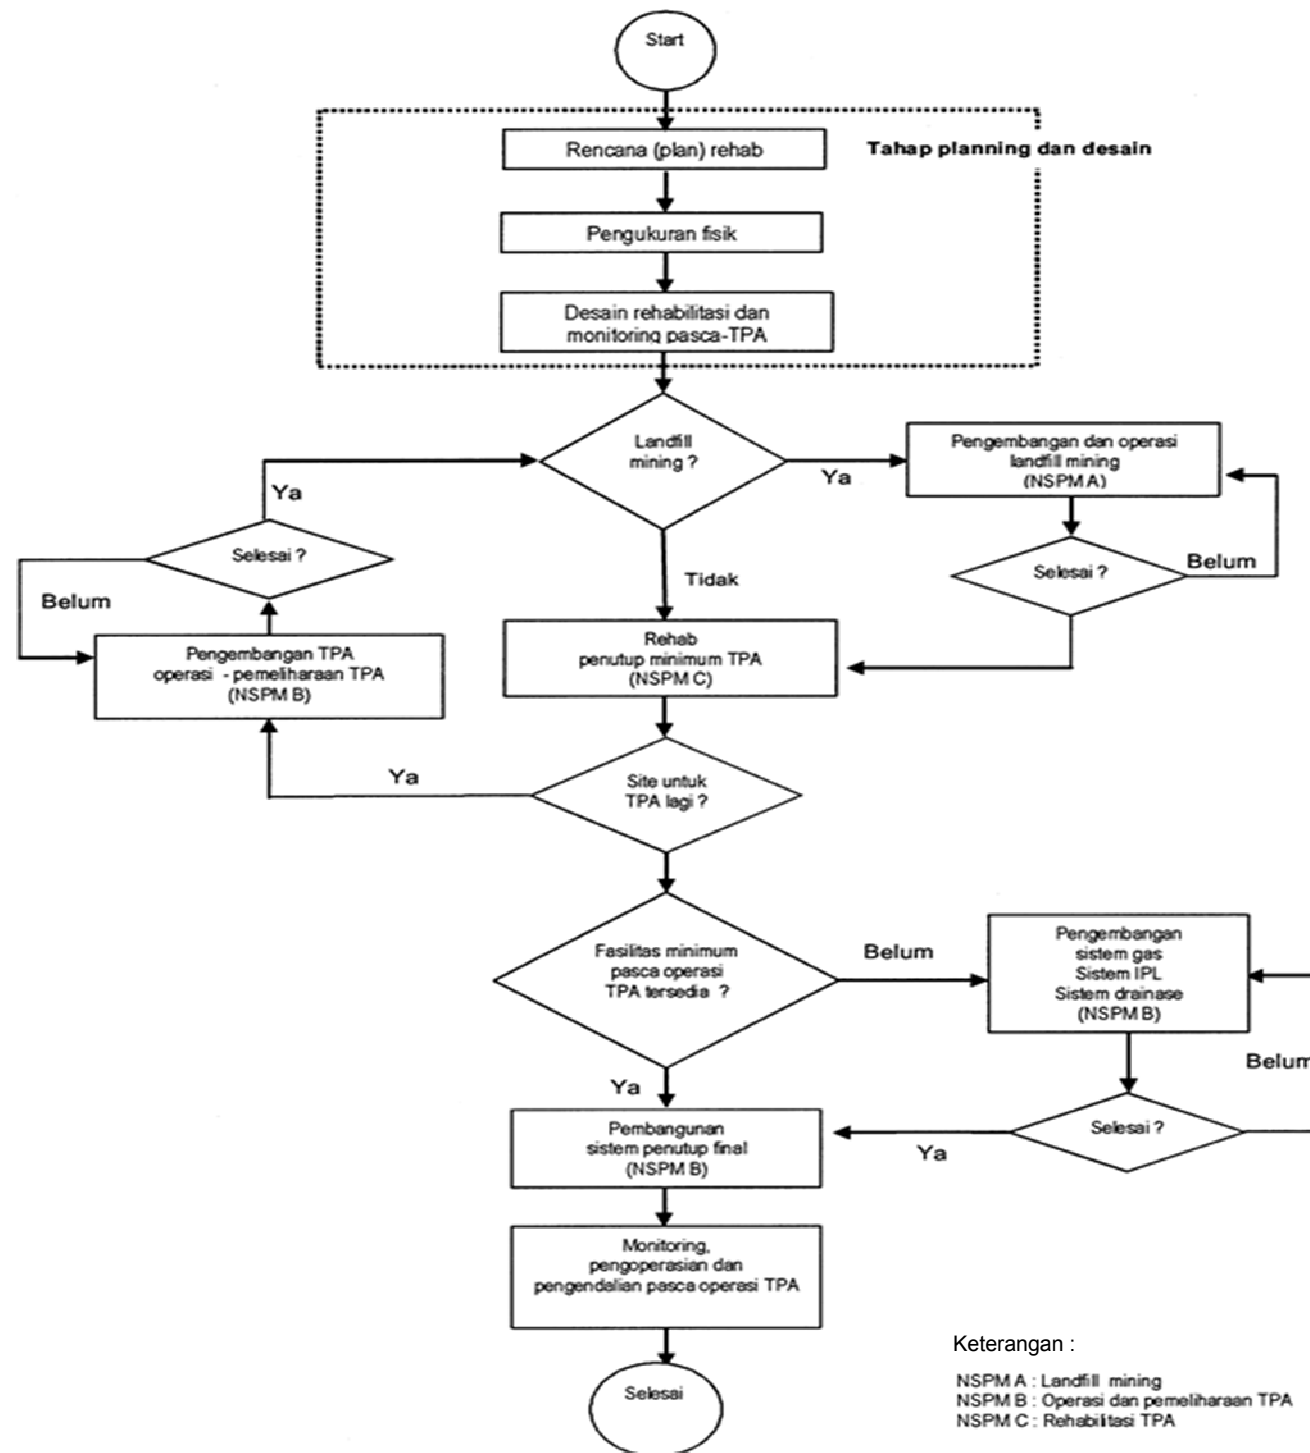 Start
Rencana (plan) rehab
Tahap planning dan desain
Pengukuran fisik
Desain rehabilitasi dan
monitoring pasca-TPA
Landfill
mining ?
Ya
Pengembangan dan operasi
landfill mining
(NSPM A)
Ya
Selesai ?
Belum
Tidak
Selesai ?
Belum
Pengembangan TPA
operasi - pemeliharaan TPA
(NSPM B)
Rehab
penutup minimum TPA
(NSPM C)
Ya
Site untuk
TPA lagi ?
Fasilitas minimum
pasca operasi
TPA tersedia ?
Belum
Pengembangan
sistem gas
Sistem IPL
Sistem drainase
(NSPM B)
Belum
Ya
Pembangunan
sistem penutup final
(NSPM B)
Ya
Selesai ?
Monitoring,
pengoperasian dan
pengendalian pasca operasi TPA
Selesai
Keterangan :
NSPM A : Landfill mining
NSPM B : Operasi dan pemeliharaan TPA
NSPM C : Rehabilitasi TPA